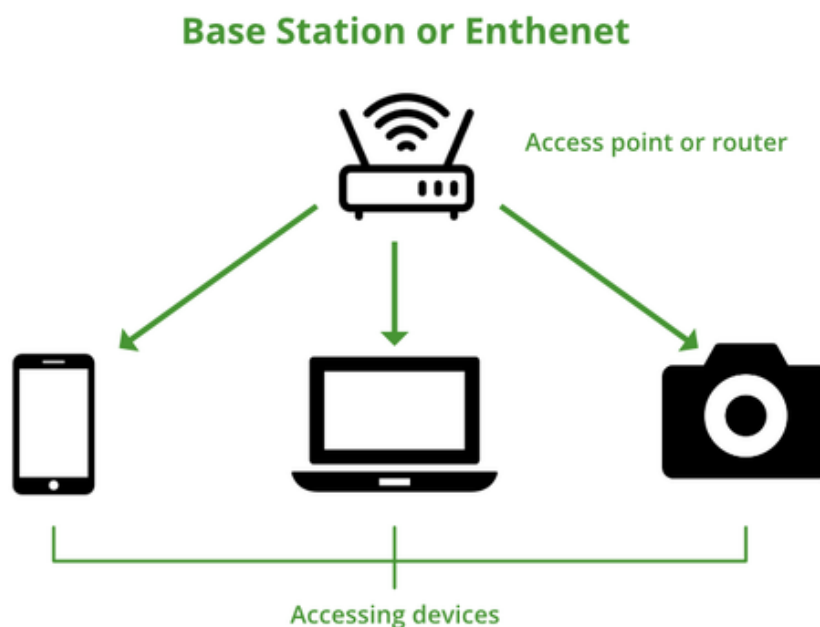 Base Station or Enthenet
Access point or router
Accessing devices